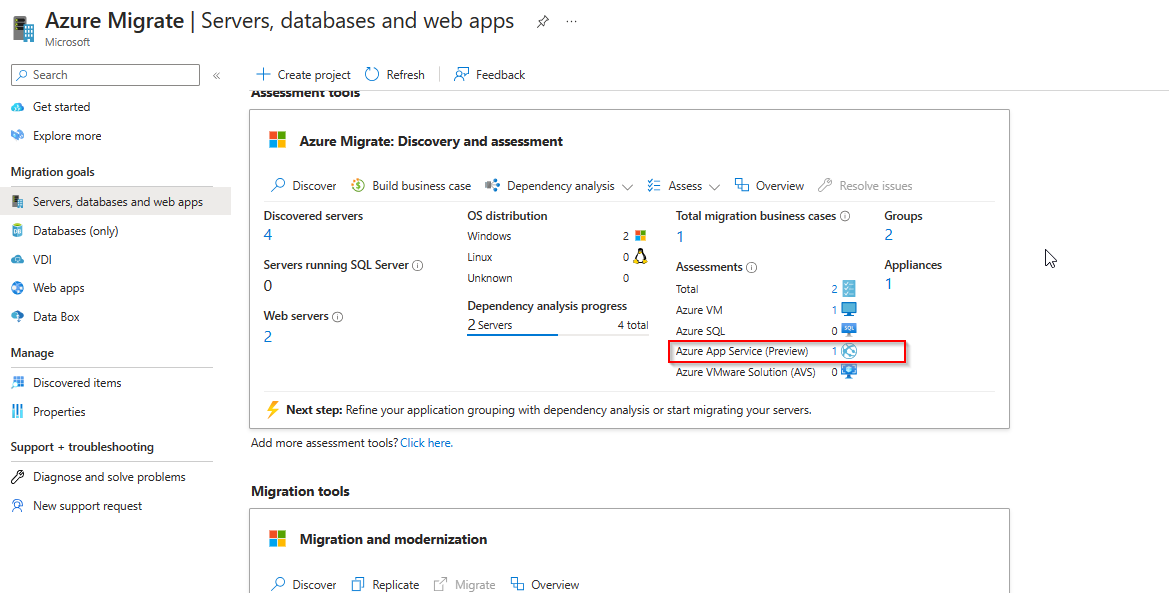 Azure Migrate | Servers, databases and web apps
Microsoft
Search
Get started
Explore more
Migration goals
Servers, databases and web apps
Databases (only)
VDI
Web apps
Data Box
Manage
Discovered items
Properties
Support + troubleshooting
Diagnose and solve problems
New support request
Create project Refresh Feedback
Assessment tools
Azure Migrate: Discovery and assessment
Discover Build business case Dependency analysis Assess Overview Resolve issues
Discovered servers
4
Servers running SQL Server
0
Web servers
2
OS distribution
Windows 2
Linux 0
Unknown 0
Dependency analysis progress
2 Servers 4 total
Total migration business cases
1
Assessments
Total 2
Azure VM 1
Azure SQL 0 SQL
Azure App Service (Preview) 1
Azure VMware Solution (AVS) 0
Groups
2
Appliances
1
Next step: Refine your application grouping with dependency analysis or start migrating your servers.
Add more assessment tools? Click here.
Migration tools
Migration and modernization
Discover Replicate Migrate Overview